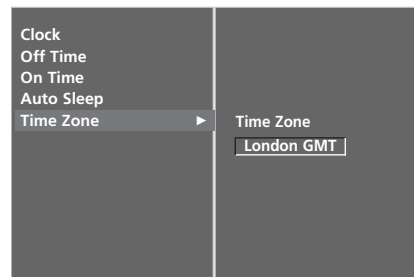 Clock
Off Time
On Time
Auto Sleep
Time Zone ►
Time Zone
London GMT